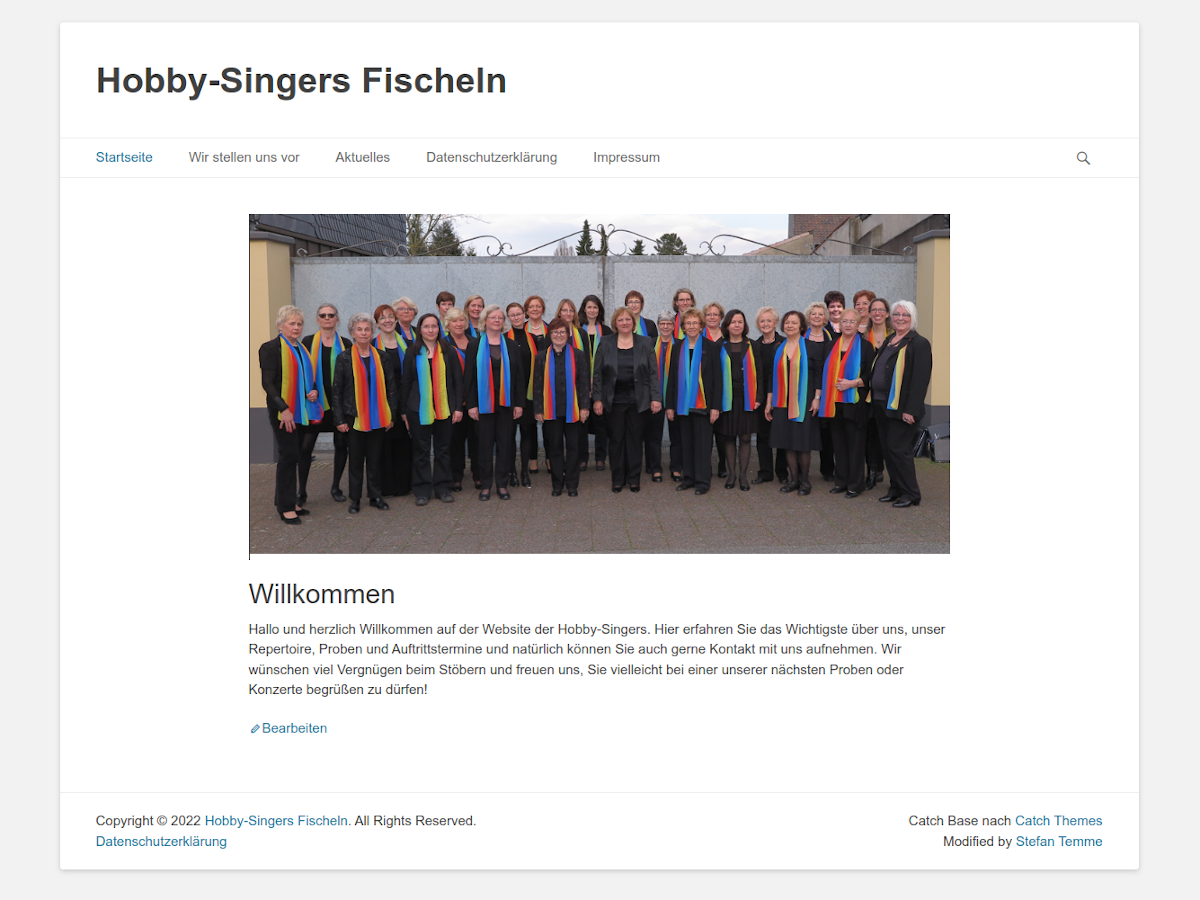 Hobby-Singers Fischeln
Startseite Wir stellen uns vor Aktuelles Datenschutzerklärung Impressum
Willkommen
Hallo und herzlich Willkommen auf der Website der Hobby-Singers. Hier erfahren Sie das Wichtigste über uns, unser
Repertoire, Proben und Auftrittstermine und natürlich können Sie auch gerne Kontakt mit uns aufnehmen. Wir
wünschen viel Vergnügen beim Stöbern und freuen uns, Sie vielleicht bei einer unserer nächsten Proben oder
Konzerte begrüßen zu dürfen!
Bearbeiten
Copyright © 2022 Hobby-Singers Fischeln. All Rights Reserved.
Datenschutzerklärung
Catch Base nach Catch Themes
Modified by Stefan Temme